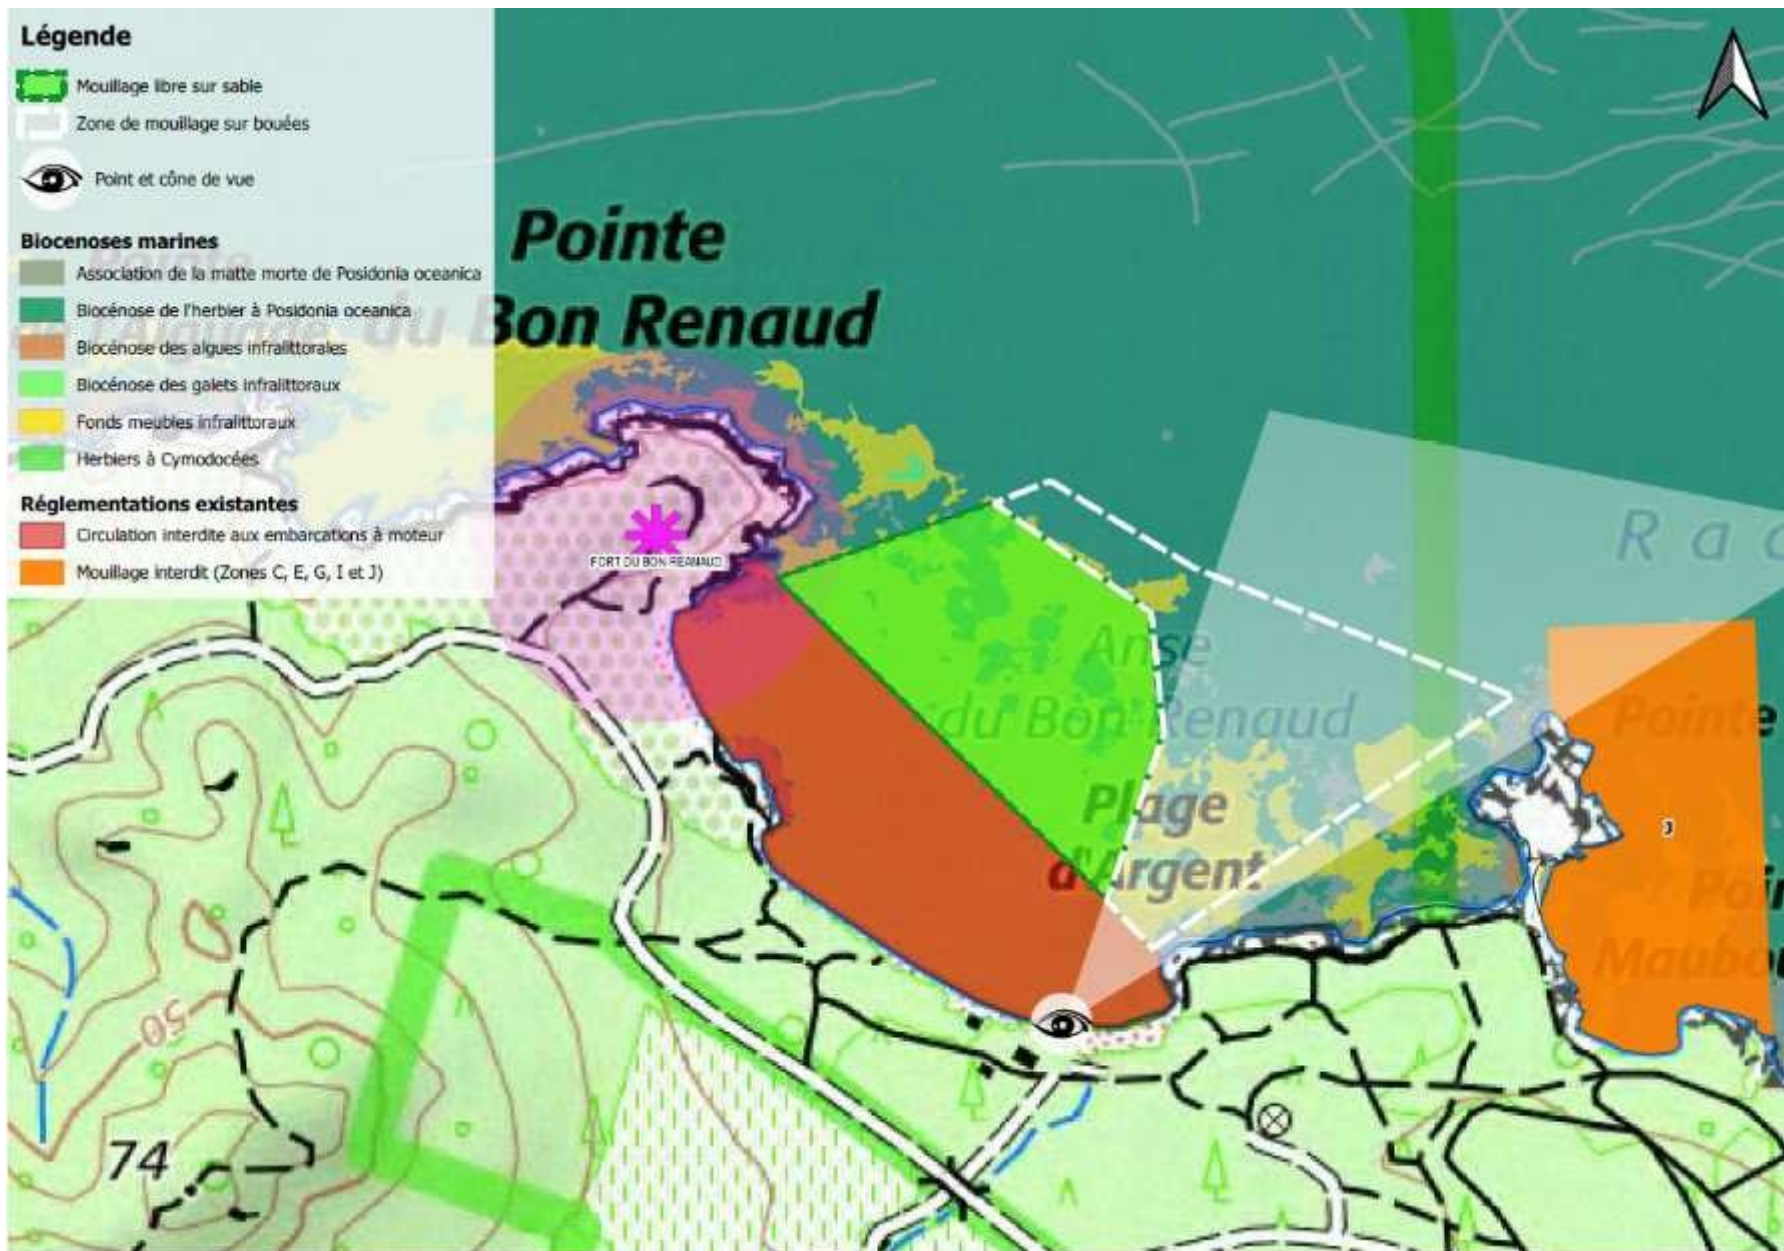 Légende
Mouillage libre sur sable
Zone de mouillage sur bouées
Point et cône de vue
Biocenoses marines
Association de la matte morte de Posidonia oceanica
Biocénose de l'herbier à Posidonia oceanica
Biocénose des algues infralittorales
Biocénose des galets infralittoraux
Fonds meubles infralittoraux
Herbiers à Cymodocées
Réglementations existantes
Circulation interdite aux embarcations à moteur
Mouillage interdit (Zones C, E, G, I et J)
Pointe
du Bon Renaud
Pointe
FORT DU BON REANAUD
R a d
Anse
du Bon Renaud
Pointe
Plage
d'Argent
J
50
74